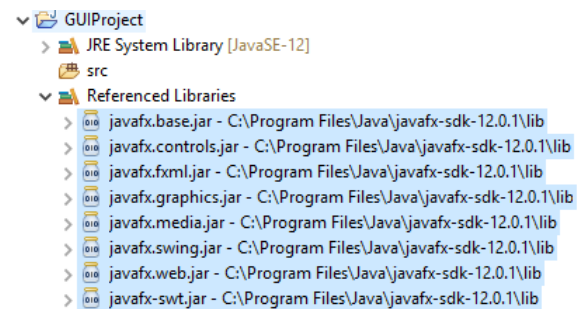 GUIProject
JRE System Library [JavaSE-12]
src
Referenced Libraries
javafx.base.jar - C:\Program Files\Java\javafx-sdk-12.0.1\lib
javafx.controls.jar - C:\Program Files\Java\javafx-sdk-12.0.1\lib
javafx.fxml.jar - C:\Program Files\Java\javafx-sdk-12.0.1\lib
javafx.graphics.jar - C:\Program Files\Java\javafx-sdk-12.0.1\lib
javafx.media.jar - C:\Program Files\Java\javafx-sdk-12.0.1\lib
javafx.swing.jar - C:\Program Files\Java\javafx-sdk-12.0.1\lib
javafx.web.jar - C:\Program Files\Java\javafx-sdk-12.0.1\lib
javafx-swt.jar - C:\Program Files\Java\javafx-sdk-12.0.1\lib